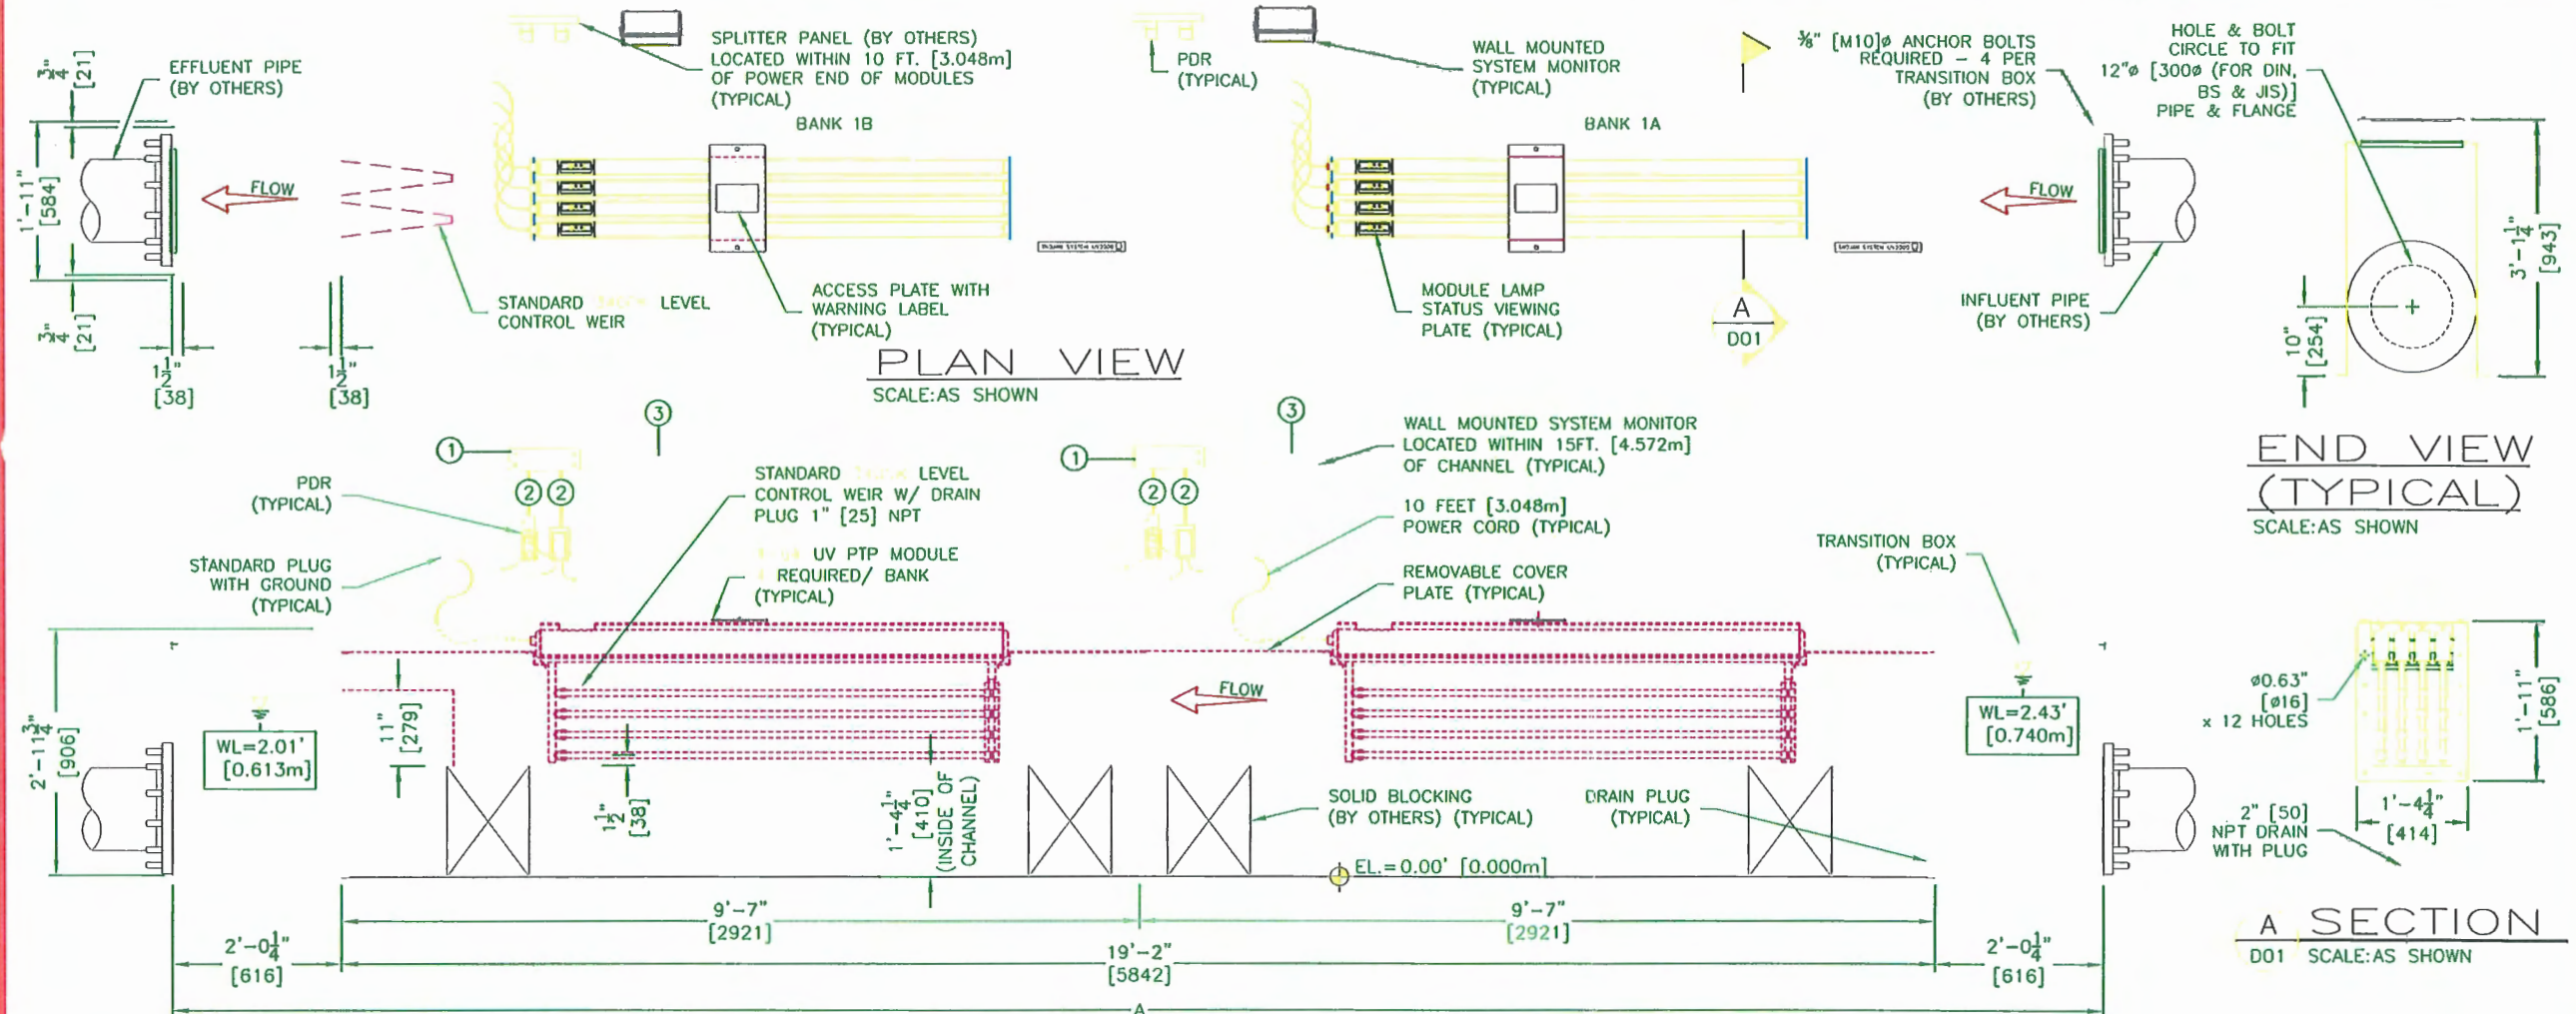 SPLITTER PANEL (BY OTHERS)
LOCATED WITHIN 10 FT. [3.048m]
OF POWER END OF MODULES
(TYPICAL)
PDR
(TYPICAL)
WALL MOUNTED
SYSTEM MONITOR
(TYPICAL)
⅜" [M10]ø ANCHOR BOLTS
REQUIRED - 4 PER
TRANSITION BOX
(BY OTHERS)
HOLE & BOLT
CIRCLE TO FIT
12"ø [300ø (FOR DIN,
BS & JIS)]
PIPE & FLANGE
3/4"
[21]
EFFLUENT PIPE
(BY OTHERS)
BANK 1B
BANK 1A
1'-11"
[584]
FLOW
FLOW
3'-1 1/4"
[943]
STANDARD LEVEL
CONTROL WEIR
ACCESS PLATE WITH
WARNING LABEL
(TYPICAL)
MODULE LAMP
STATUS VIEWING
PLATE (TYPICAL)
A
D01
INFLUENT PIPE
(BY OTHERS)
10"
[254]
3/4"
[21]
1 1/2"
[38]
1 1/2"
[38]
PLAN VIEW
SCALE:AS SHOWN
END VIEW
(TYPICAL)
SCALE:AS SHOWN
3
3
1
1
2 2
2 2
PDR
(TYPICAL)
STANDARD LEVEL
CONTROL WEIR W/ DRAIN
PLUG 1" [25] NPT
WALL MOUNTED SYSTEM MONITOR
LOCATED WITHIN 15FT. [4.572m]
OF CHANNEL (TYPICAL)
10 FEET [3.048m]
POWER CORD (TYPICAL)
STANDARD PLUG
WITH GROUND
(TYPICAL)
UV PTP MODULE
REQUIRED/ BANK
(TYPICAL)
REMOVABLE COVER
PLATE (TYPICAL)
TRANSITION BOX
(TYPICAL)
2'-11 3/4"
[906]
WL=2.01'
[0.613m]
11"
[279]
1 1/2"
[38]
1'-4 1/4"
[410]
(INSIDE OF
CHANNEL)
FLOW
WL=2.43'
[0.740m]
ø0.63"
[ø16]
x 12 HOLES
1'-11"
[586]
1'-4 1/4"
[414]
SOLID BLOCKING
(BY OTHERS) (TYPICAL)
DRAIN PLUG
(TYPICAL)
2" [50]
NPT DRAIN
WITH PLUG
EL.=0.00' [0.000m]
9'-7"
[2921]
9'-7"
[2921]
2'-0 1/4"
[616]
19'-2"
[5842]
2'-0 1/4"
[616]
A
A SECTION
D01 SCALE:AS SHOWN